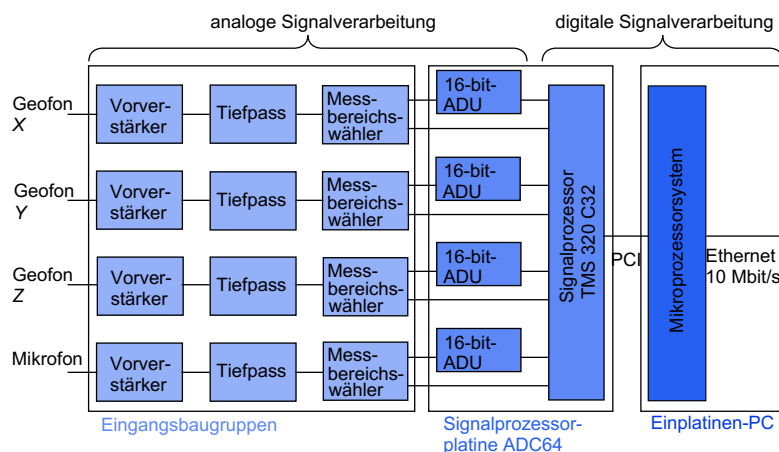 analoge Signalverarbeitung
digitale Signalverarbeitung
Geofon
X
Vorver-
stärker
Tiefpass
Mess-
bereichs-
wähler
16-bit-
ADU
Geofon
Y
Vorver-
stärker
Tiefpass
Mess-
bereichs-
wähler
16-bit-
ADU
Geofon
Z
Vorver-
stärker
Tiefpass
Mess-
bereichs-
wähler
16-bit-
ADU
Mikrofon
Vorver-
stärker
Tiefpass
Mess-
bereichs-
wähler
16-bit-
ADU
Signalprozessor
TMS 320 C32
PCI
Mikroprozessorsystem
Ethernet
10 Mbit/s
Eingangsbaugruppen
Signalprozessor-
platine ADC64
Einplatinen-PC